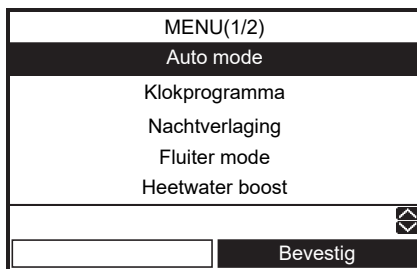 MENU(1/2)
Auto mode
Klokprogramma
Nachtverlaging
Fluiter mode
Heetwater boost
Bevestig